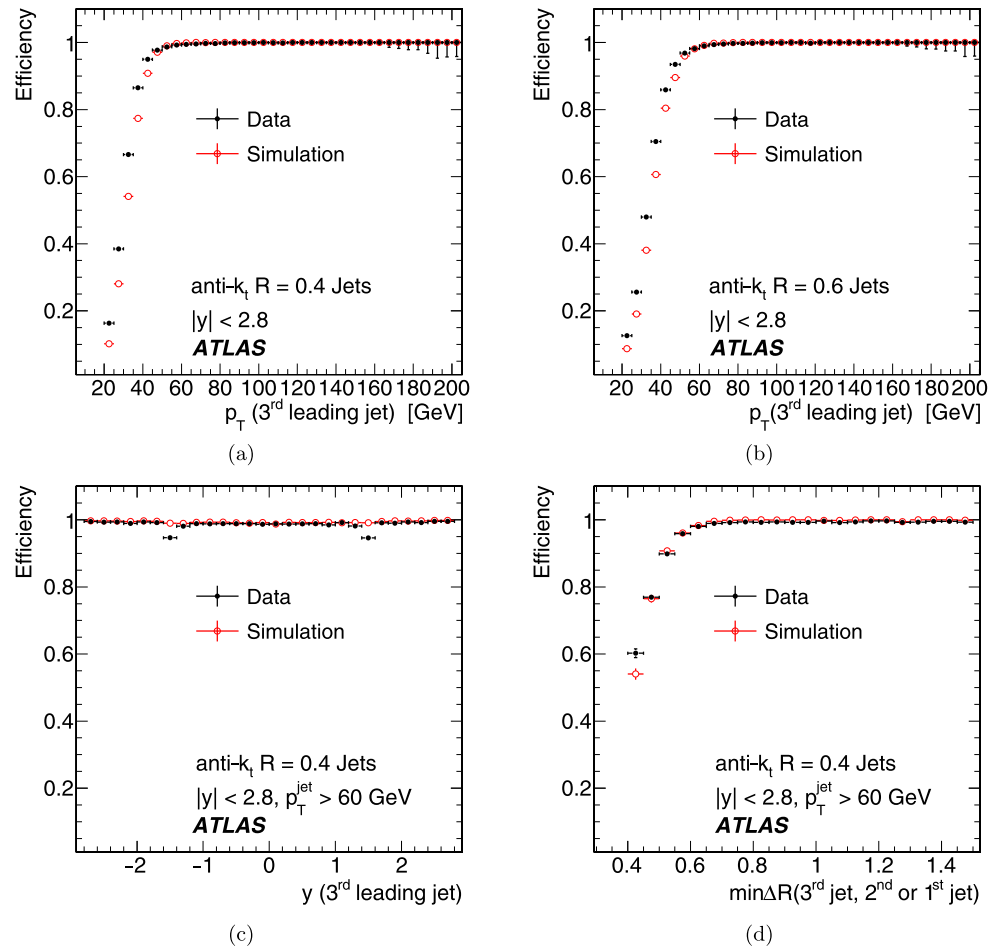 Efficiency
1
0.8
0.6
0.4
0.2
Data
Simulation
anti-kt R = 0.4 Jets
|y| < 2.8
ATLAS
20 40 60 80 100 120 140 160 180 200
pT (3rd leading jet) [GeV]
(a)
Efficiency
1
0.8
0.6
0.4
0.2
Data
Simulation
anti-kt R = 0.6 Jets
|y| < 2.8
ATLAS
20 40 60 80 100 120 140 160 180 200
pT(3rd leading jet) [GeV]
(b)
Efficiency
1
0.8
0.6
0.4
0.2
Data
Simulation
anti-kt R = 0.4 Jets
|y| < 2.8, pTjet > 60 GeV
ATLAS
−2 −1 0 1 2
y (3rd leading jet)
(c)
Efficiency
1
0.8
0.6
0.4
0.2
Data
Simulation
anti-kt R = 0.4 Jets
|y| < 2.8, pTjet > 60 GeV
ATLAS
0.4 0.6 0.8 1 1.2 1.4
minΔR(3rd jet, 2nd or 1st jet)
(d)